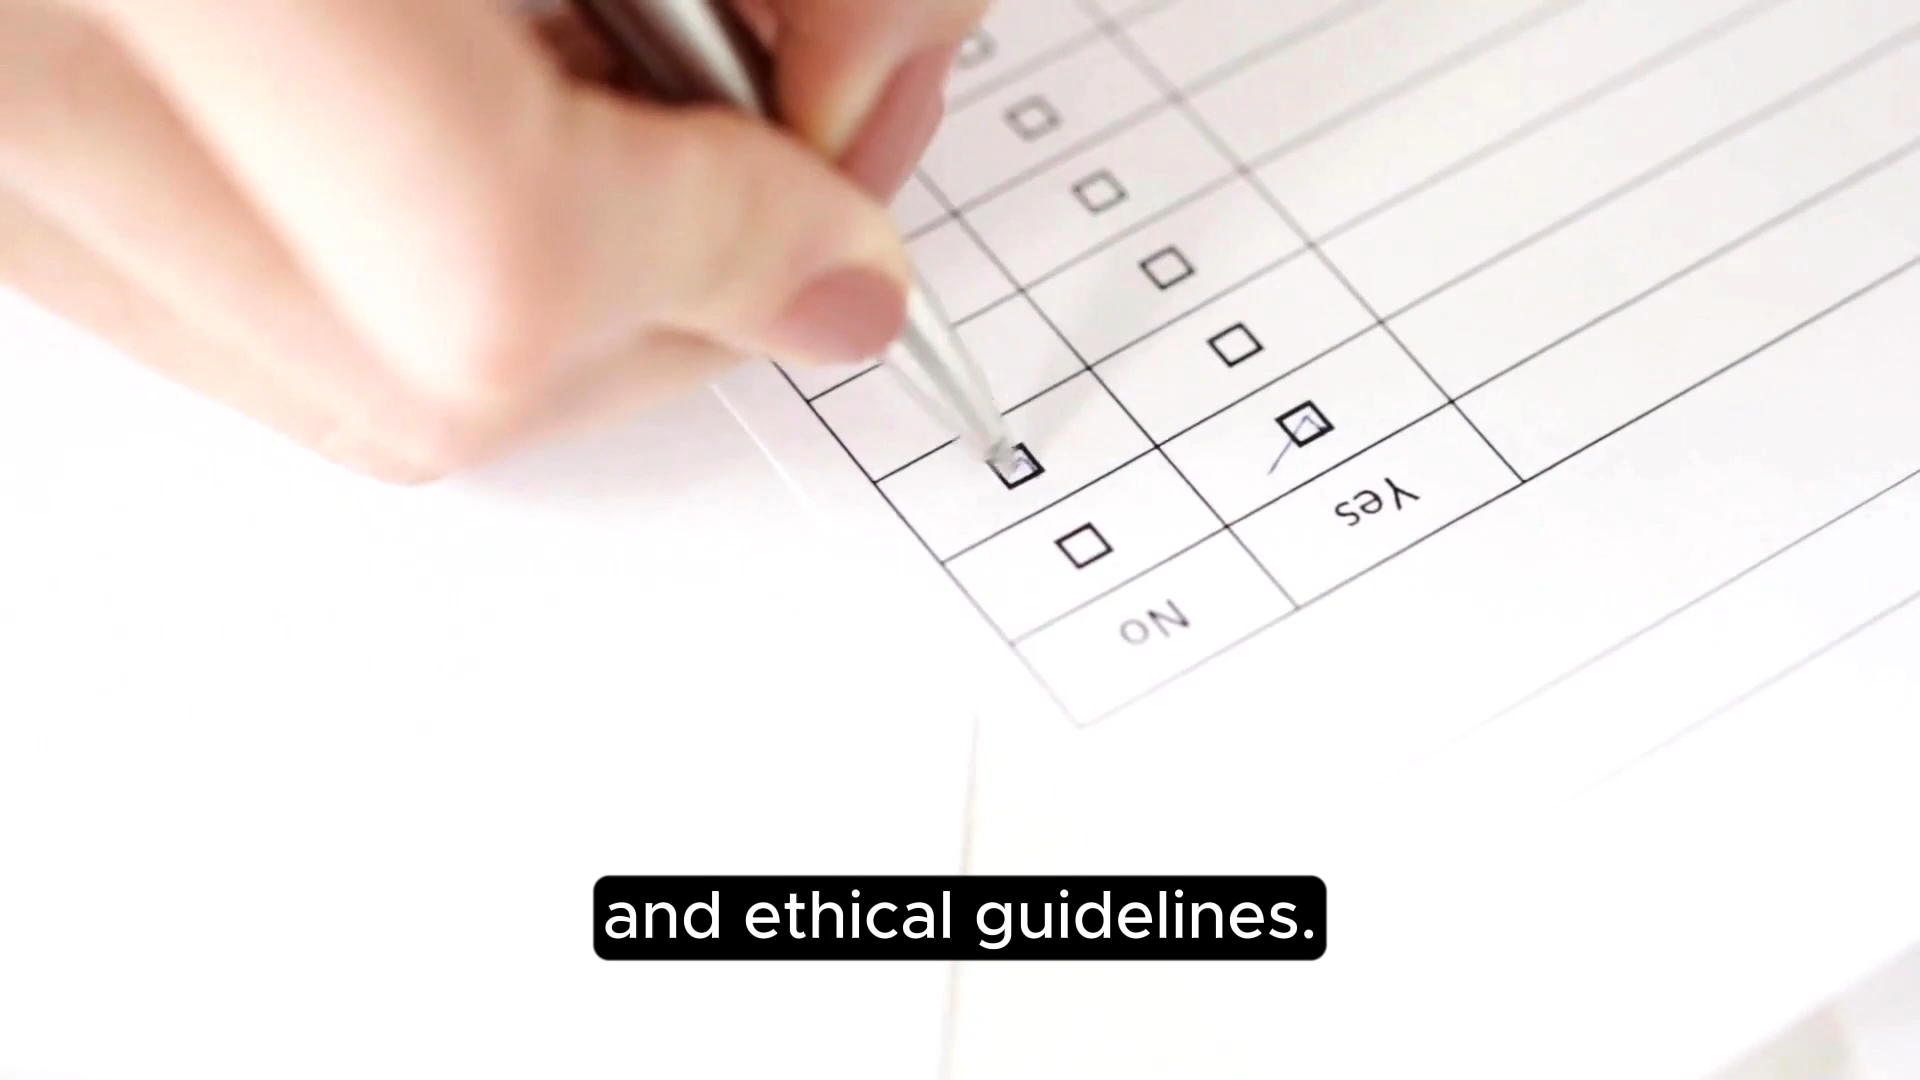 Yes
No
and ethical guidelines.